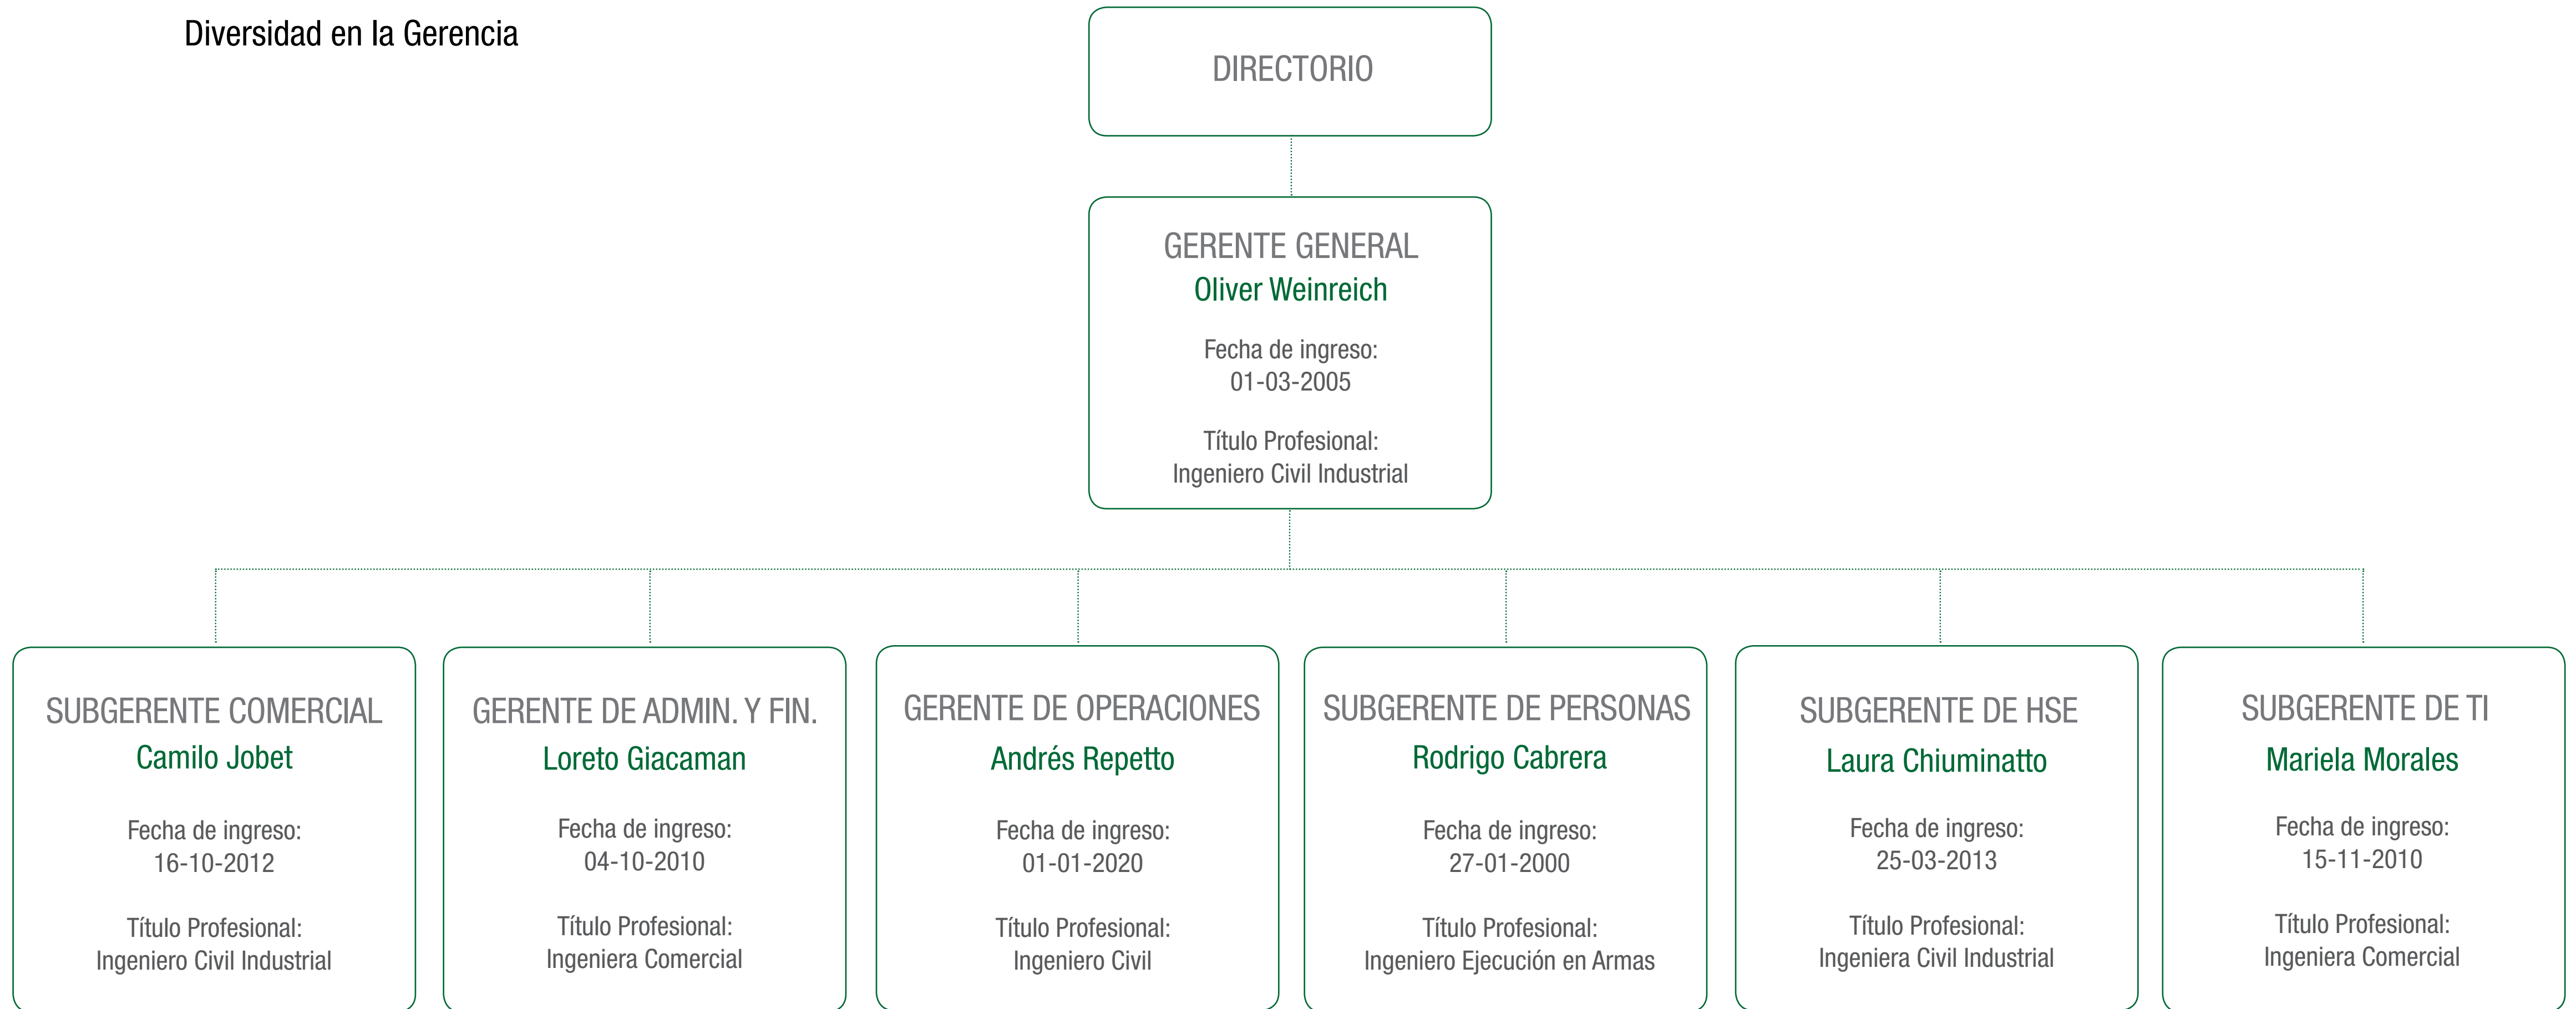 Diversidad en la Gerencia
DIRECTORIO
GERENTE GENERAL
Oliver Weinreich
Fecha de ingreso:
01-03-2005
Título Profesional:
Ingeniero Civil Industrial
SUBGERENTE COMERCIAL
Camilo Jobet
Fecha de ingreso:
16-10-2012
Título Profesional:
Ingeniero Civil Industrial
GERENTE DE ADMIN. Y FIN.
Loreto Giacaman
Fecha de ingreso:
04-10-2010
Título Profesional:
Ingeniera Comercial
GERENTE DE OPERACIONES
Andrés Repetto
Fecha de ingreso:
01-01-2020
Título Profesional:
Ingeniero Civil
SUBGERENTE DE PERSONAS
Rodrigo Cabrera
Fecha de ingreso:
27-01-2000
Título Profesional:
Ingeniero Ejecución en Armas
SUBGERENTE DE HSE
Laura Chiuminatto
Fecha de ingreso:
25-03-2013
Título Profesional:
Ingeniera Civil Industrial
SUBGERENTE DE TI
Mariela Morales
Fecha de ingreso:
15-11-2010
Título Profesional:
Ingeniera Comercial